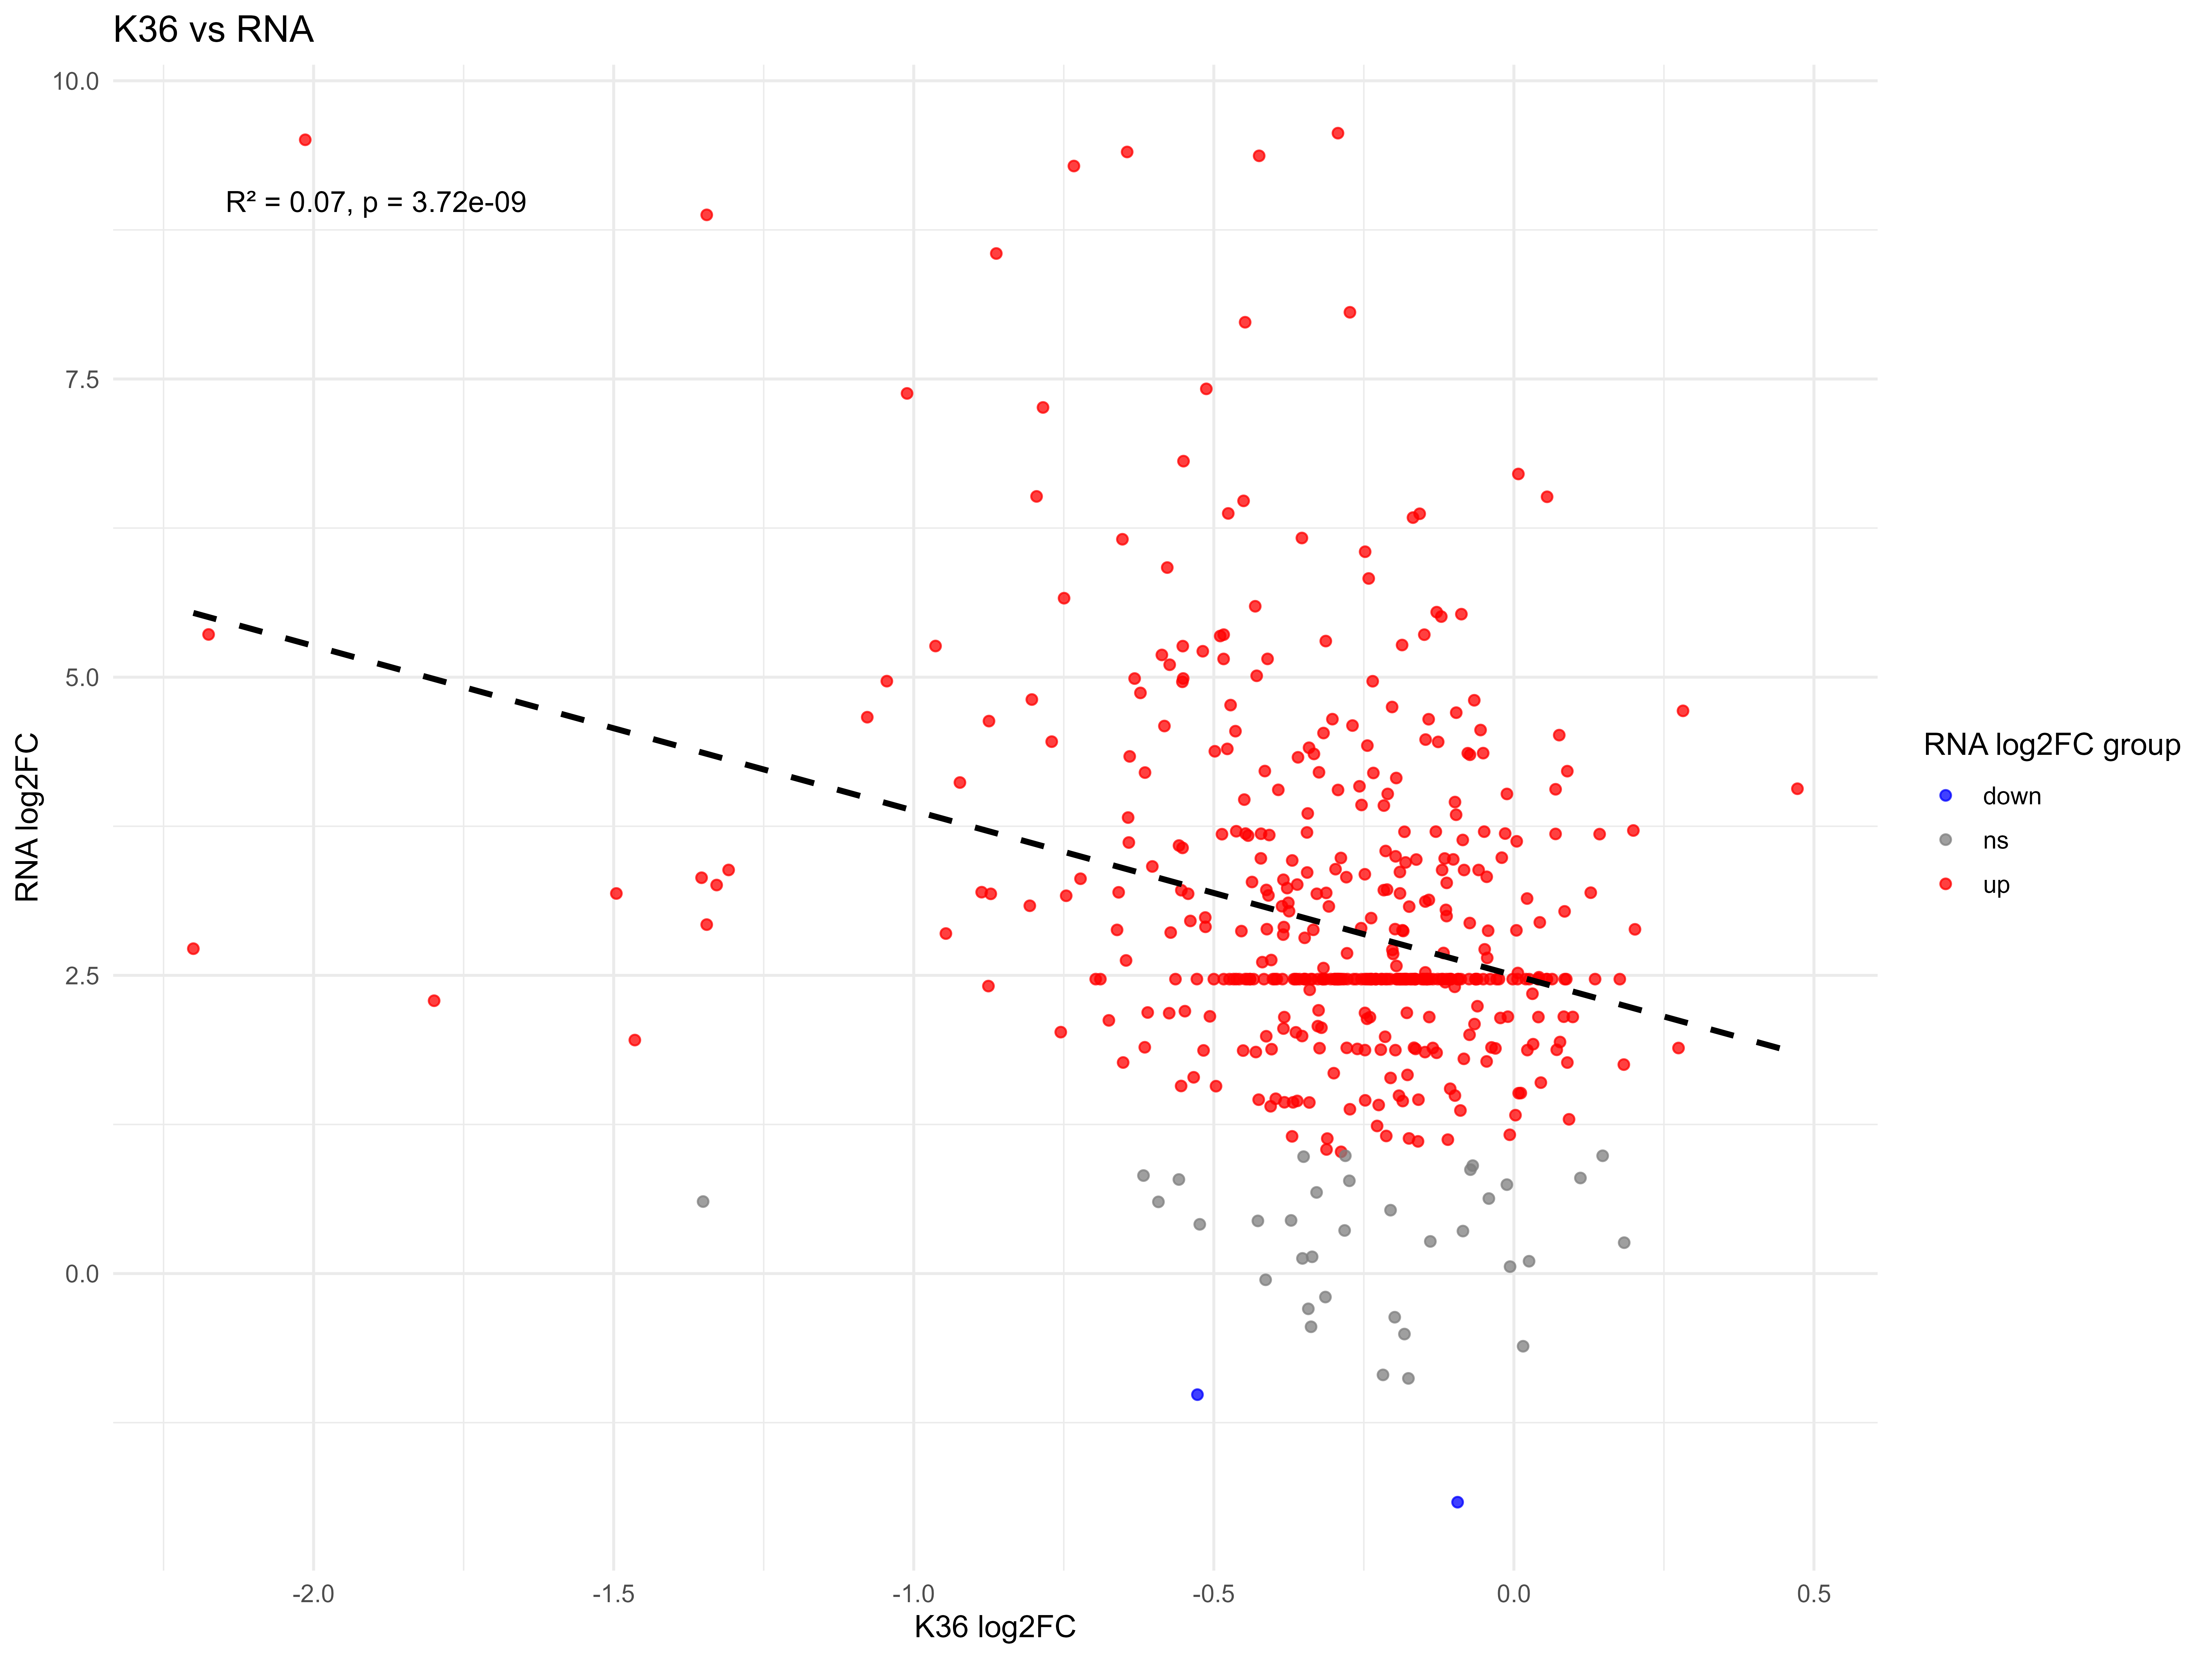 K36 vs RNA
10.0
7.5
5.0
2.5
0.0
RNA log2FC
R² = 0.07, p = 3.72e-09
-2.0
-1.5
-1.0
-0.5
0.0
0.5
K36 log2FC
RNA log2FC group
down
ns
up